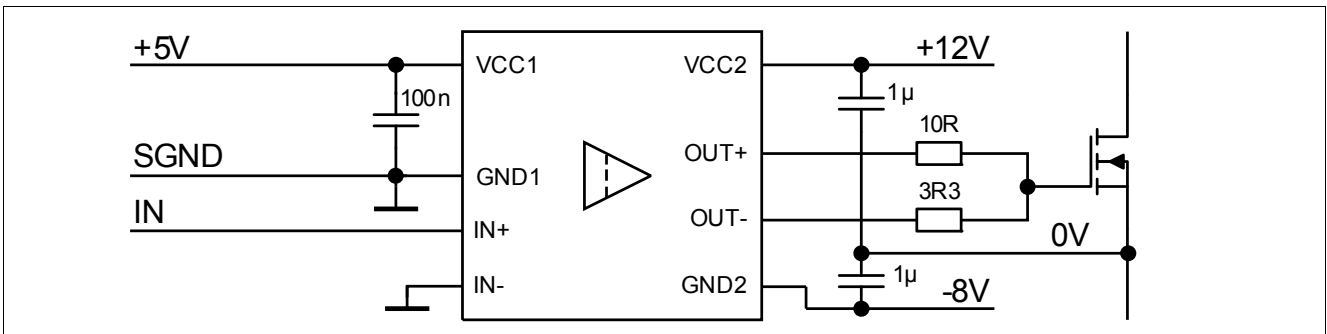 +5V
VCC1
VCC2
+12V
100n
1µ
10R
SGND
GND1
OUT+
3R3
IN
IN+
OUT-
0V
IN-
GND2
1µ
-8V